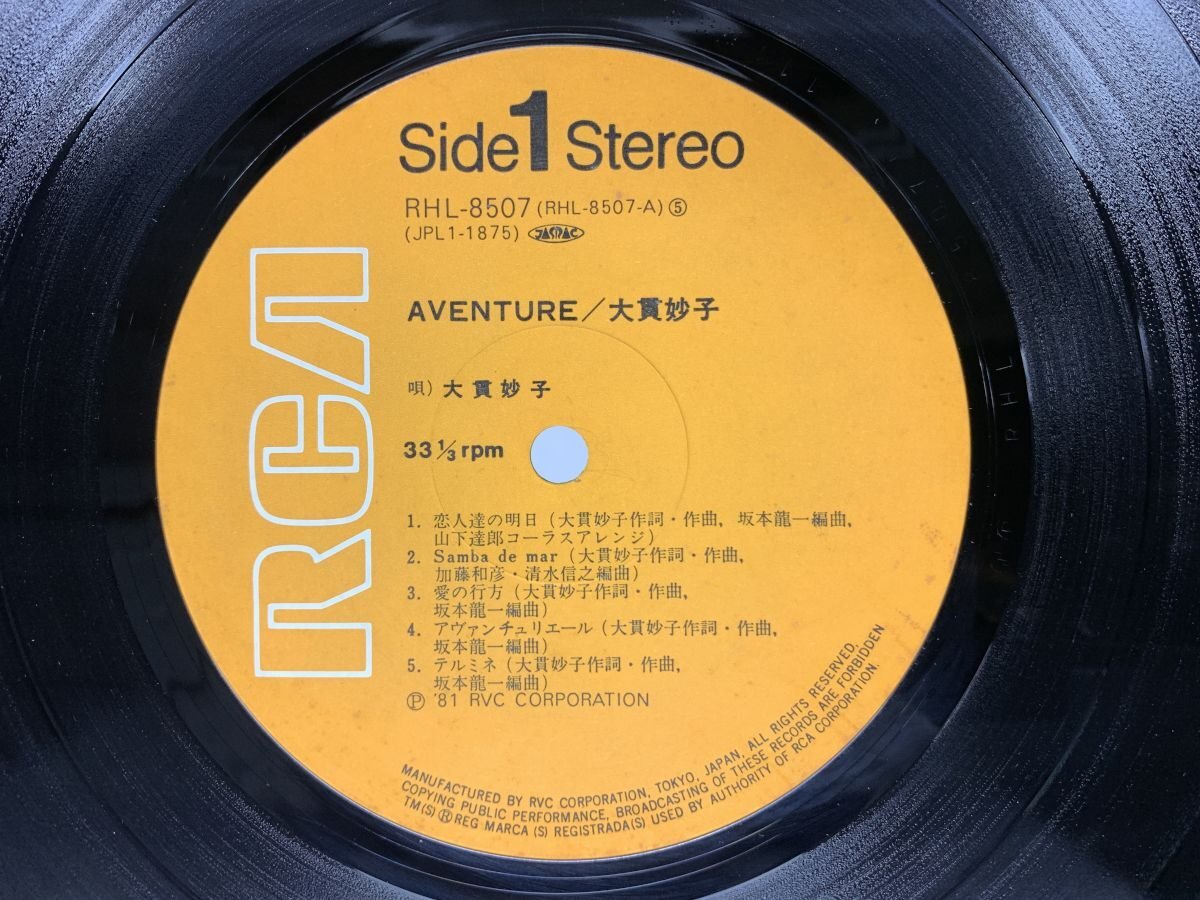 Side 1 Stereo
RHL-8507 (RHL-8507-A) ⑤
(JPL1-1875) JASRAC
AVENTURE/大貫妙子
唄) 大貫妙子
33 1/3 rpm
1. 恋人達の明日 (大貫妙子作詞・作曲, 坂本龍一編曲,
山下達郎コーラスアレンジ)
2. Samba de mar (大貫妙子作詞・作曲,
加藤和彦・清水信之編曲)
3. 愛の行方 (大貫妙子作詞・作曲,
坂本龍一編曲)
4. アヴァンチュリエール (大貫妙子作詞・作曲,
坂本龍一編曲)
5. テルミネ (大貫妙子作詞・作曲,
坂本龍一編曲)
Ⓟ '81 RVC CORPORATION
MANUFACTURED BY RVC CORPORATION, TOKYO, JAPAN, ALL RIGHTS RESERVED,
COPYING PUBLIC PERFORMANCE, BROADCASTING OF THESE RECORDS ARE FORBIDDEN
TM(S) ® REG MARCA (S) REGISTRADA(S) USED BY AUTHORITY OF RCA CORPORATION.
RCA